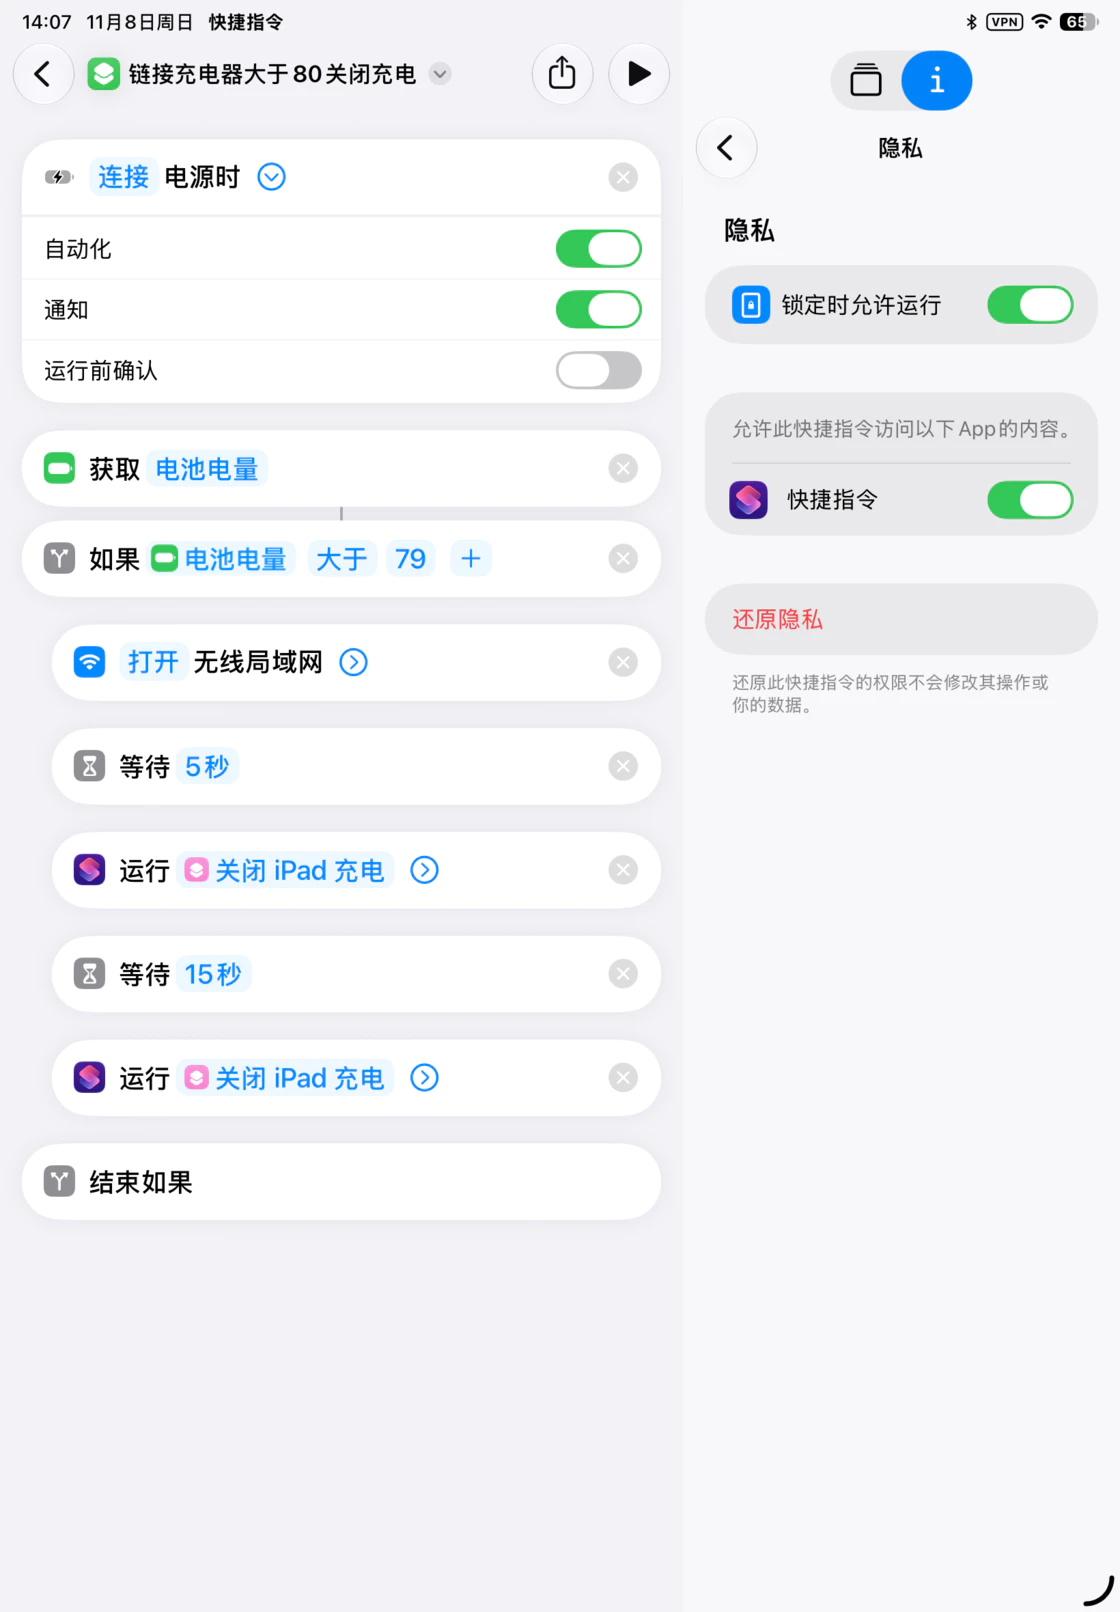 14:07 11月8日周日 快捷指令
VPN 65
链接充电器大于80关闭充电
连接 电源时
自动化
通知
运行前确认
获取 电池电量
如果 电池电量 大于 79 +
打开 无线局域网
等待 5秒
运行 关闭 iPad 充电
等待 15秒
运行 关闭 iPad 充电
结束如果
隐私
隐私
锁定时允许运行
允许此快捷指令访问以下App的内容。
快捷指令
还原隐私
还原此快捷指令的权限不会修改其操作或
你的数据。